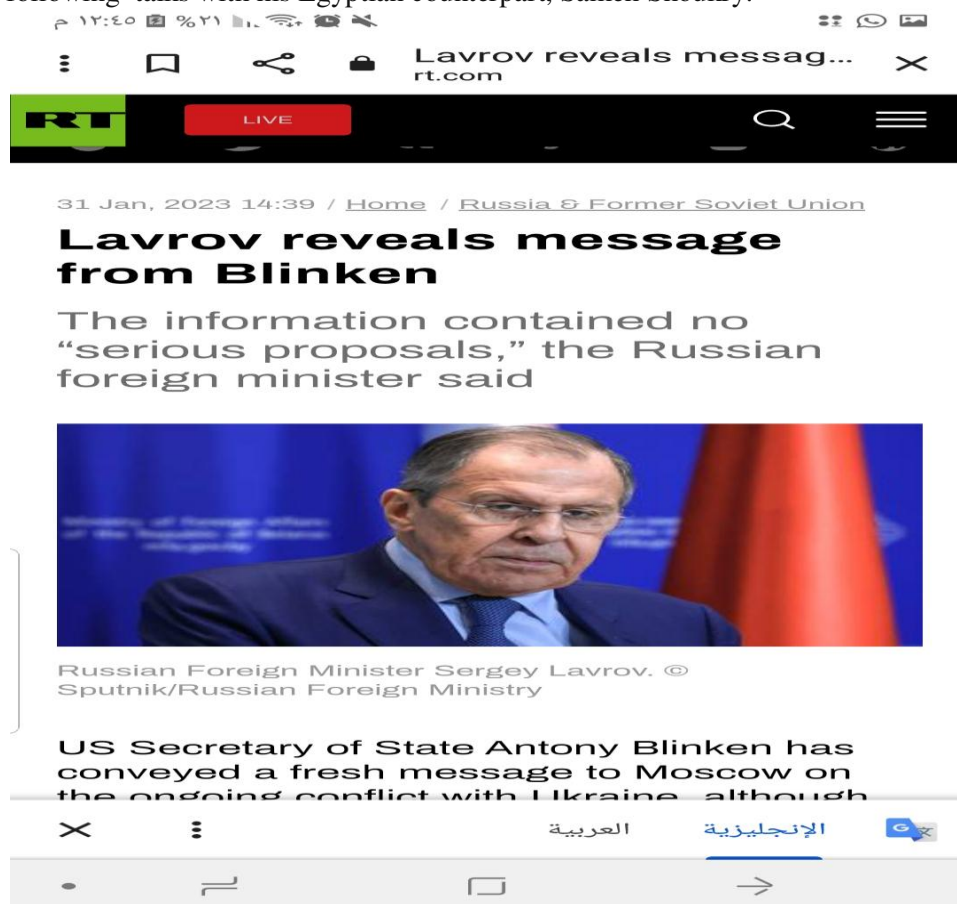 following talks with his Egyptian counterpart, Sameh Shoukry.
١٢:٤٥ م ٢١%
Lavrov reveals messag...
rt.com
RT LIVE
31 Jan, 2023 14:39 / Home / Russia & Former Soviet Union
Lavrov reveals message
from Blinken
The information contained no
“serious proposals,” the Russian
foreign minister said
Russian Foreign Minister Sergey Lavrov. ©
Sputnik/Russian Foreign Ministry
US Secretary of State Antony Blinken has
conveyed a fresh message to Moscow on
the ongoing conflict with Ukraine, although
العربية الإنجليزية